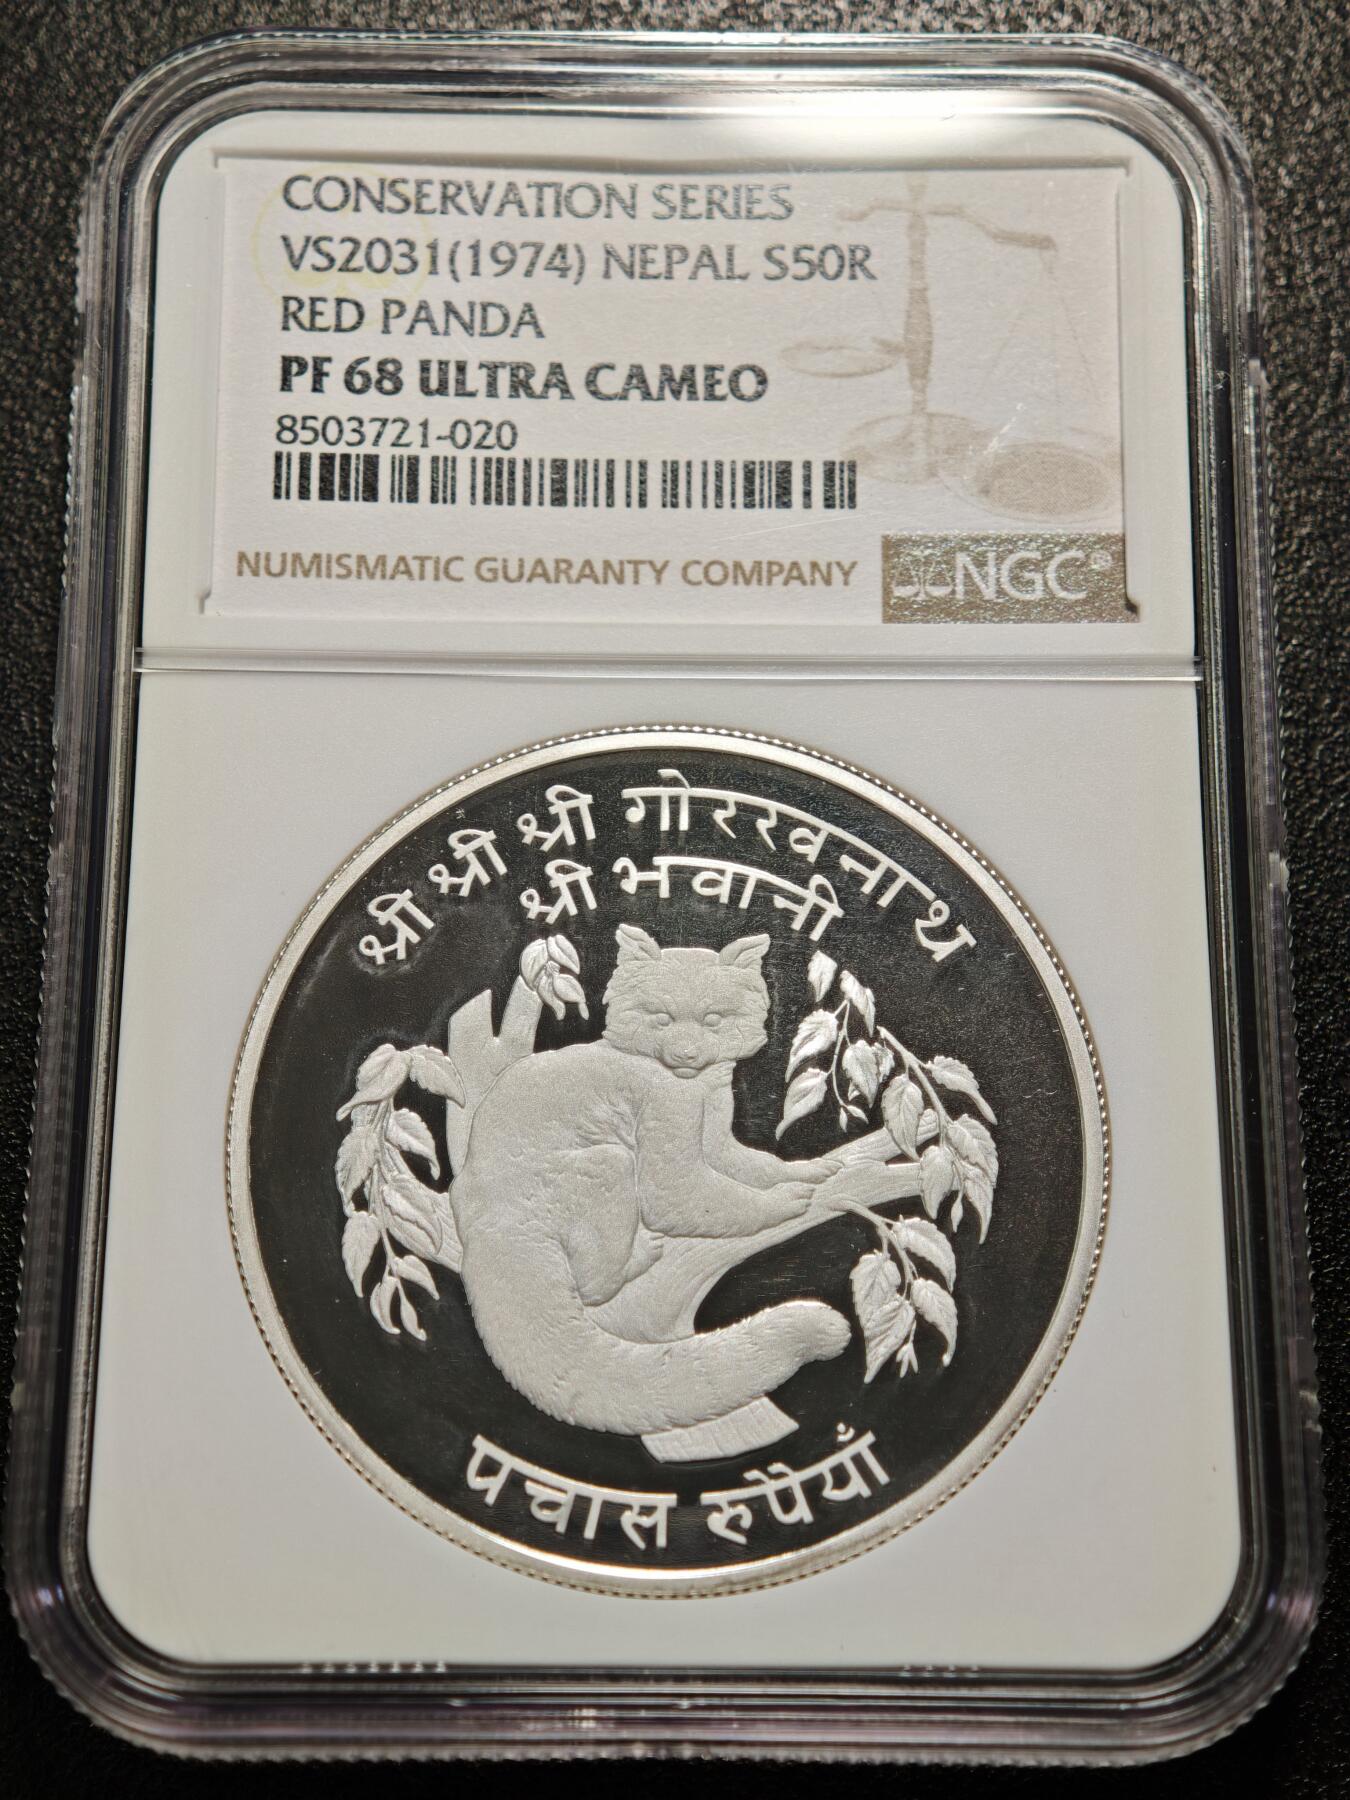 CONSERVATION SERIES
VS2031(1974) NEPAL S50R
RED PANDA
PF 68 ULTRA CAMEO
8503721-020
NUMISMATIC GUARANTY COMPANY
NGC®
श्री श्री श्री गोरखनाथ
श्री भवानी
पचास रुपैयाँ